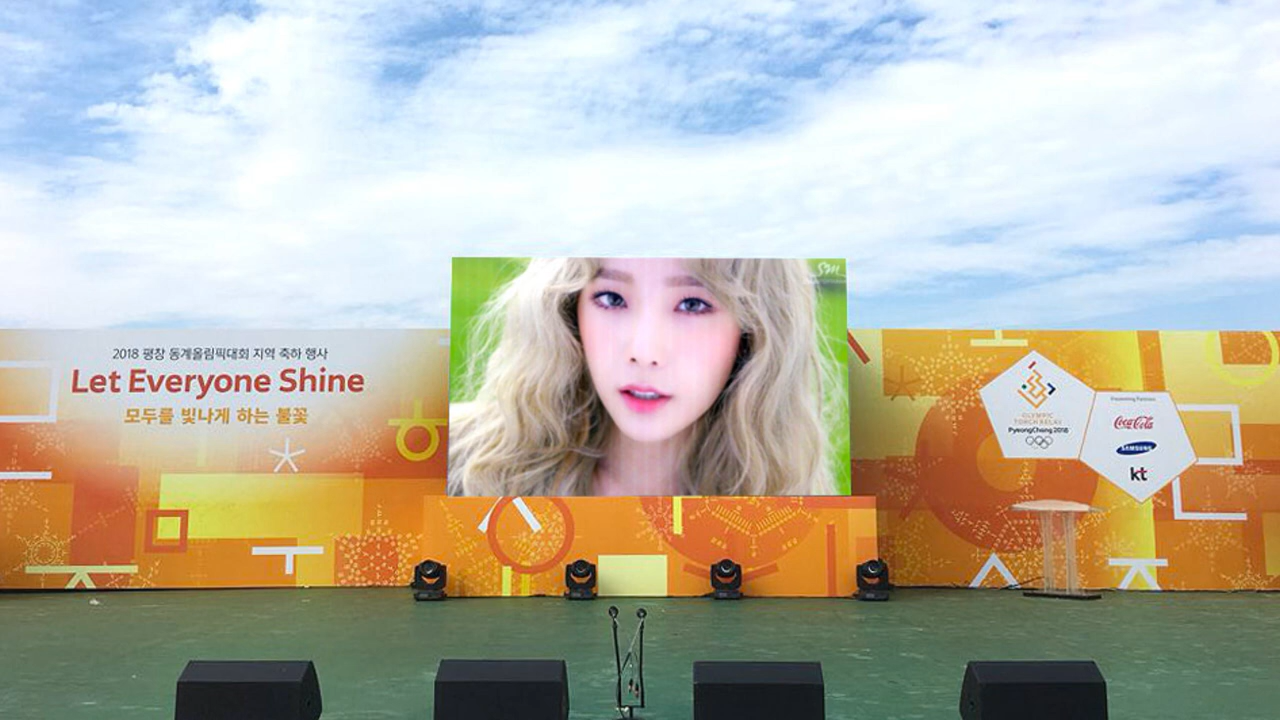 2018 평창 동계올림픽대회 지역 축하 행사
Let Everyone Shine
모두를 빛나게 하는 불꽃
SM
OLYMPIC
TORCH RELAY
PyeongChang 2018
Presenting Partners
Coca-Cola
SAMSUNG
kt